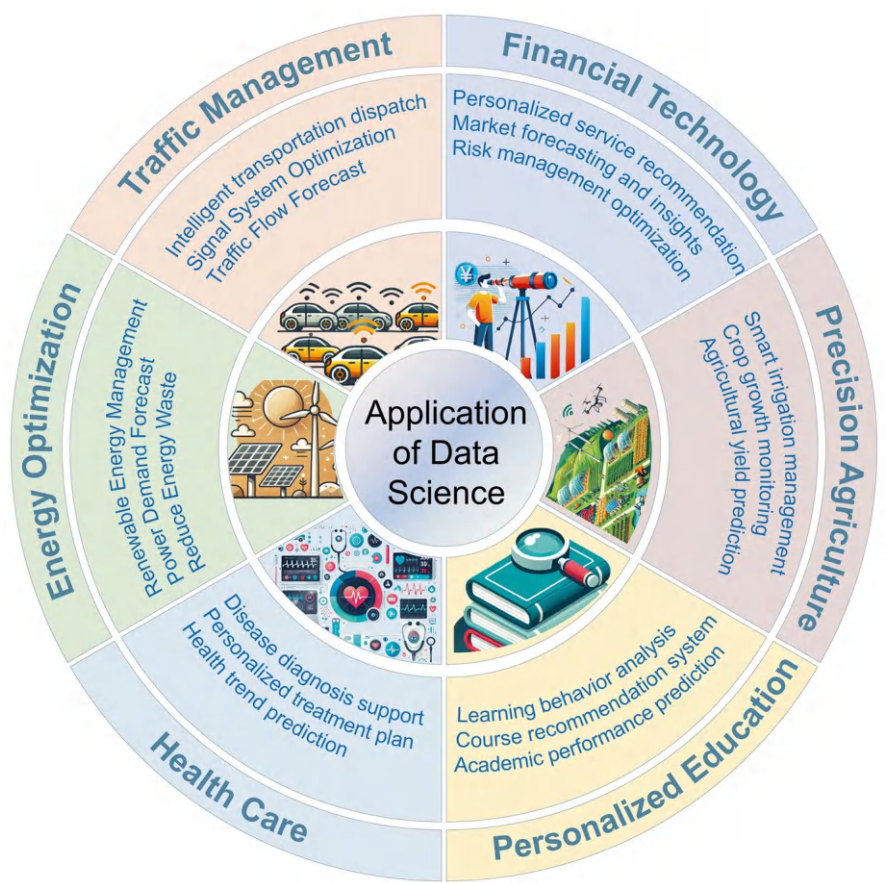 Application
of Data
Science
Financial Technology
Personalized service recommendation
Market forecasting and insights
Risk management optimization
¥
Precision Agriculture
Smart irrigation management
Crop growth monitoring
Agricultural yield prediction
Personalized Education
Learning behavior analysis
Course recommendation system
Academic performance prediction
Health Care
Disease diagnosis support
Personalized treatment plan
Health trend prediction
Energy Optimization
Renewable Energy Management
Power Demand Forecast
Reduce Energy Waste
Traffic Management
Intelligent transportation dispatch
Signal System Optimization
Traffic Flow Forecast